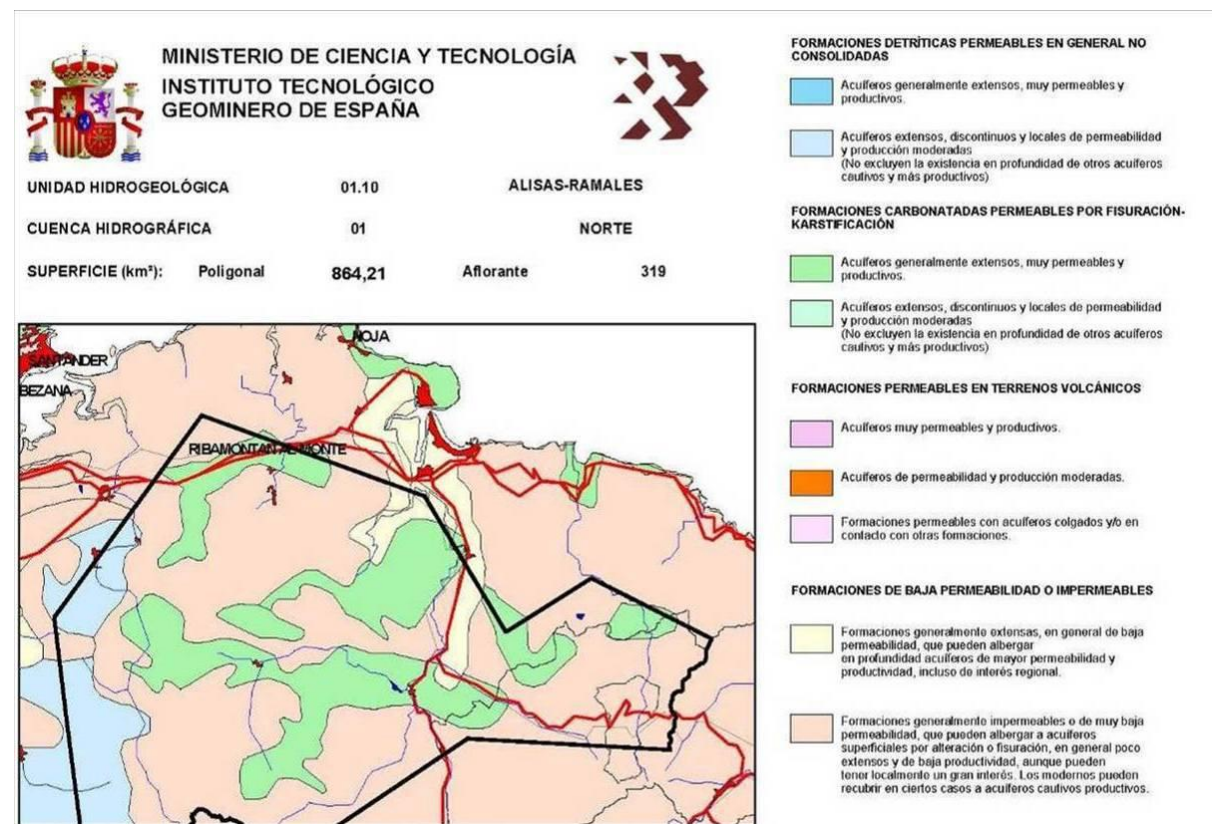 MINISTERIO DE CIENCIA Y TECNOLOGÍA
INSTITUTO TECNOLÓGICO
GEOMINERO DE ESPAÑA
UNIDAD HIDROGEOLÓGICA 01.10 ALISAS-RAMALES
CUENCA HIDROGRÁFICA 01 NORTE
SUPERFICIE (km²): Poligonal 864,21 Aflorante 319
NOJA
SANTANDER
BEZANA
RIBAMONTAN AL MONTE
FORMACIONES DETRÍTICAS PERMEABLES EN GENERAL NO
CONSOLIDADAS
Acuíferos generalmente extensos, muy permeables y
productivos.
Acuíferos extensos, discontinuos y locales de permeabilidad
y producción moderadas
(No excluyen la existencia en profundidad de otros acuíferos
cautivos y más productivos)
FORMACIONES CARBONATADAS PERMEABLES POR FISURACIÓN-
KARSTIFICACIÓN
Acuíferos generalmente extensos, muy permeables y
productivos.
Acuíferos extensos, discontinuos y locales de permeabilidad
y producción moderadas
(No excluyen la existencia en profundidad de otros acuíferos
cautivos y más productivos)
FORMACIONES PERMEABLES EN TERRENOS VOLCÁNICOS
Acuíferos muy permeables y productivos.
Acuíferos de permeabilidad y producción moderadas.
Formaciones permeables con acuíferos colgados y/o en
contacto con otras formaciones.
FORMACIONES DE BAJA PERMEABILIDAD O IMPERMEABLES
Formaciones generalmente extensas, en general de baja
permeabilidad, que pueden albergar
en profundidad acuíferos de mayor permeabilidad y
productividad, incluso de interés regional.
Formaciones generalmente impermeables o de muy baja
permeabilidad, que pueden albergar a acuíferos
superficiales por alteración o fisuración, en general poco
extensos y de baja productividad, aunque pueden
tener localmente un gran interés. Los modernos pueden
recubrir en ciertos casos a acuíferos cautivos productivos.